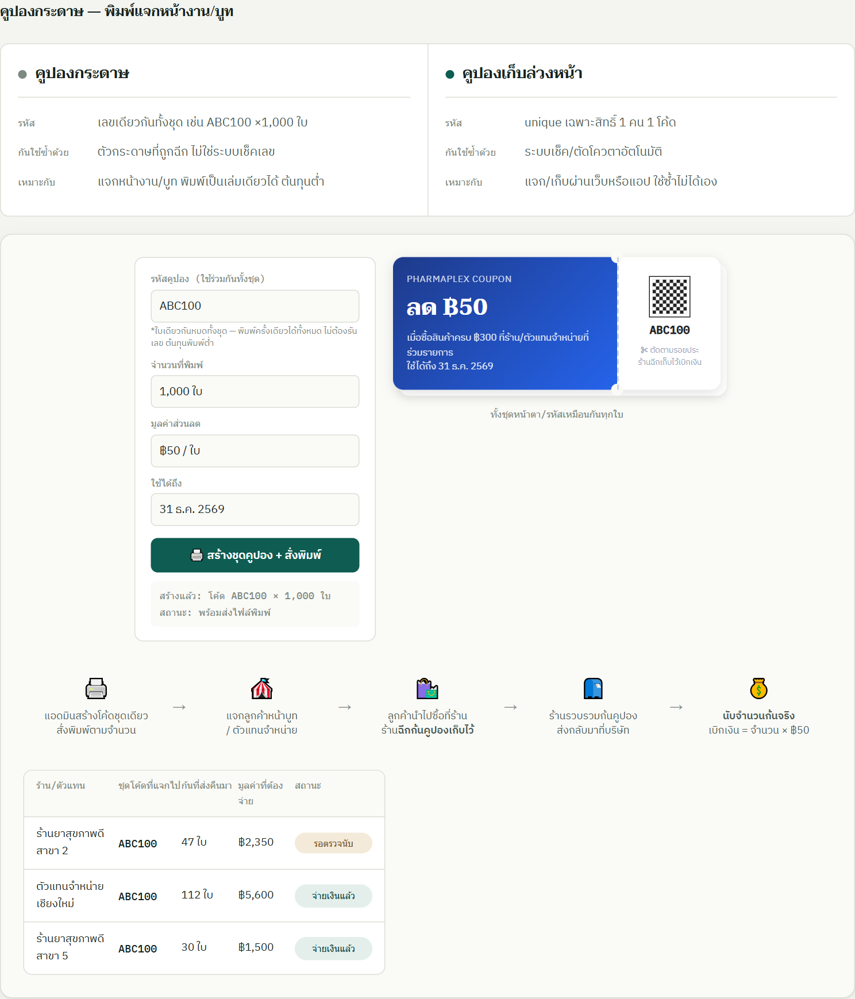 คูปองกระดาษ — พิมพ์แจกหน้างาน/บูท
คูปองกระดาษ
รหัส
เลขเดียวกันทั้งชุด เช่น ABC100 ×1,000 ใบ
กันใช้ซ้ำด้วย
ตัวกระดาษที่ถูกฉีก ไม่ใช่ระบบเช็คเลข
เหมาะกับ
แจกหน้างาน/บูท พิมพ์เป็นเล่มเดียวได้ ต้นทุนต่ำ
คูปองเก็บล่วงหน้า
รหัส
unique เฉพาะสิทธิ์ 1 คน 1 โค้ด
กันใช้ซ้ำด้วย
ระบบเช็ค/ตัดโควตาอัตโนมัติ
เหมาะกับ
แจก/เก็บผ่านเว็บหรือแอป ใช้ซ้ำไม่ได้เอง
รหัสคูปอง (ใช้ร่วมกันทั้งชุด)
ABC100
*ใบเดียวกันหมดทั้งชุด — พิมพ์ครั้งเดียวได้ทั้งหมด ไม่ต้องรัน
เลข ต้นทุนพิมพ์ต่ำ
จำนวนที่พิมพ์
1,000 ใบ
มูลค่าส่วนลด
฿50 / ใบ
ใช้ได้ถึง
31 ธ.ค. 2569
สร้างชุดคูปอง + สั่งพิมพ์
สร้างแล้ว: โค้ด ABC100 × 1,000 ใบ
สถานะ: พร้อมส่งไฟล์พิมพ์
PHARMAPLEX COUPON
ลด ฿50
เมื่อซื้อสินค้าครบ ฿300 ที่ร้าน/ตัวแทนจำหน่ายที่
ร่วมรายการ
ใช้ได้ถึง 31 ธ.ค. 2569
ABC100
✂ ตัดตามรอยประ
ร้านฉีกเก็บไว้เบิกเงิน
ทั้งชุดหน้าตา/รหัสเหมือนกันทุกใบ
แอดมินสร้างโค้ดชุดเดียว
สั่งพิมพ์ตามจำนวน
→
แจกลูกค้าหน้าบูท
/ ตัวแทนจำหน่าย
→
ลูกค้านำไปซื้อที่ร้าน
ร้านฉีกก้นคูปองเก็บไว้
→
ร้านรวบรวมก้นคูปอง
ส่งกลับมาที่บริษัท
→
นับจำนวนก้นจริง
เบิกเงิน = จำนวน × ฿50
ร้าน/ตัวแทน
ชุดโค้ดที่แจกไป
ก้นที่ส่งคืนมา
มูลค่าที่ต้อง
จ่าย
สถานะ
ร้านยาสุขภาพดี
สาขา 2
ABC100
47 ใบ
฿2,350
รอตรวจนับ
ตัวแทนจำหน่าย
เชียงใหม่
ABC100
112 ใบ
฿5,600
จ่ายเงินแล้ว
ร้านยาสุขภาพดี
สาขา 5
ABC100
30 ใบ
฿1,500
จ่ายเงินแล้ว